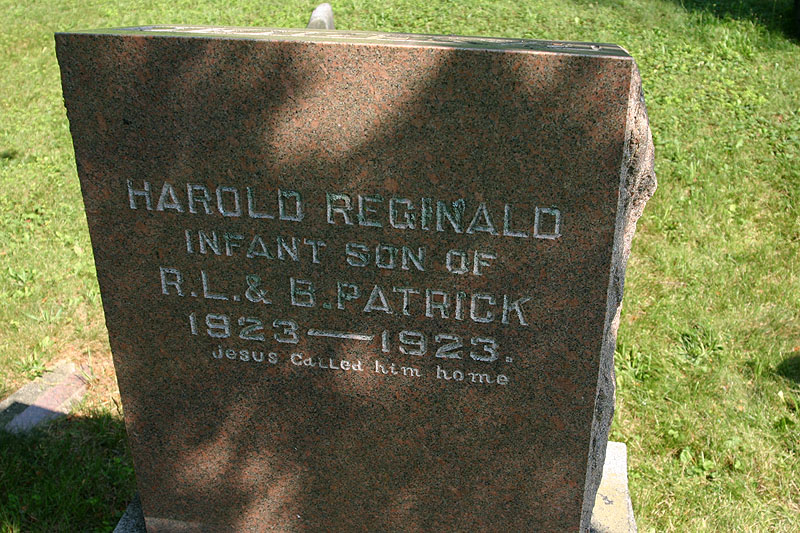 HAROLD REGINALD
INFANT SON OF
R.L.& B.PATRICK
1923—1923.
Jesus Called him home